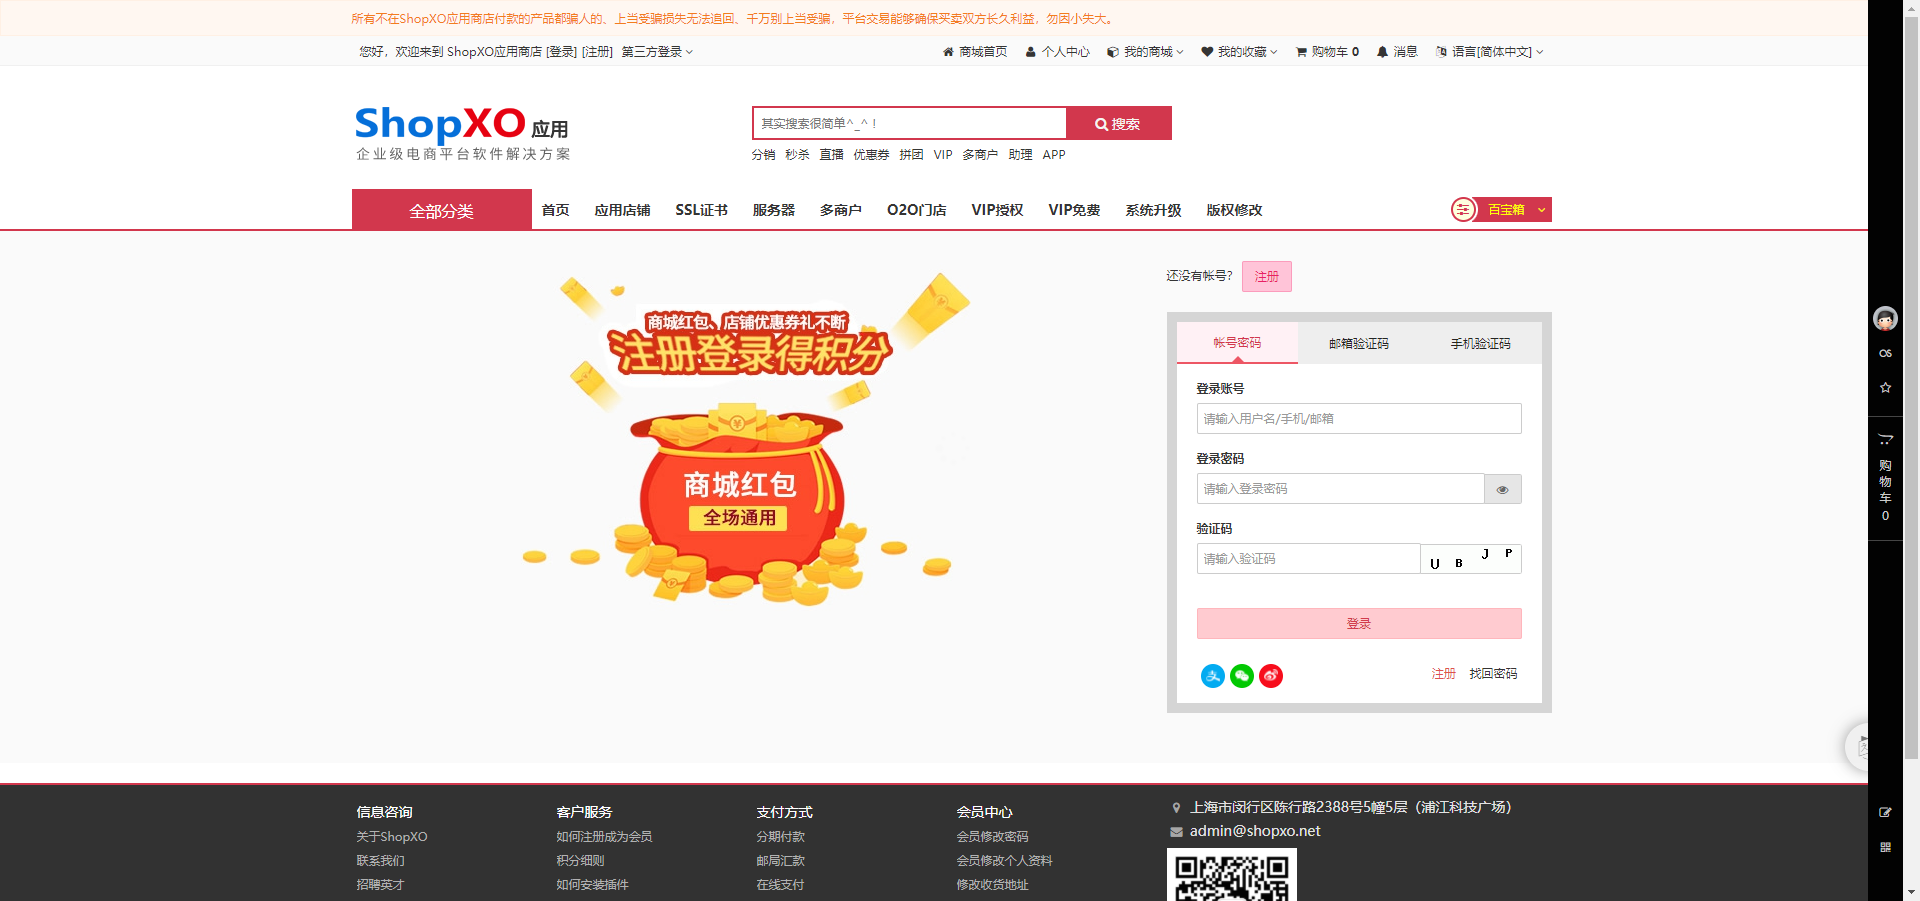 所有不在ShopXO应用商店付款的产品都骗人的、上当受骗损失无法追回、千万别上当受骗，平台交易能够确保买卖双方长久利益，勿因小失大。
您好，欢迎来到 ShopXO应用商店 [登录] [注册] 第三方登录
商城首页 个人中心 我的商城 我的收藏 购物车 0 消息 语言[简体中文]
ShopXO 应用
企业级电商平台软件解决方案
其实搜索很简单^_^！ 搜索
分销 秒杀 直播 优惠券 拼团 VIP 多商户 助理 APP
全部分类 首页 应用店铺 SSL证书 服务器 多商户 O2O门店 VIP授权 VIP免费 系统升级 版权修改 百宝箱
商城红包、店铺优惠券礼不断
注册登录得积分
商城红包
全场通用
还没有帐号？ 注册
帐号密码 邮箱验证码 手机验证码
登录账号
请输入用户名/手机/邮箱
登录密码
请输入登录密码
验证码
请输入验证码 U B J P
登录
注册 找回密码
购物车
0
信息咨询 客户服务 支付方式 会员中心
关于ShopXO 如何注册成为会员 分期付款 会员修改密码
联系我们 积分细则 邮局汇款 会员修改个人资料
招聘英才 如何安装插件 在线支付 修改收货地址
上海市闵行区陈行路2388号5幢5层（浦江科技广场）
admin@shopxo.net